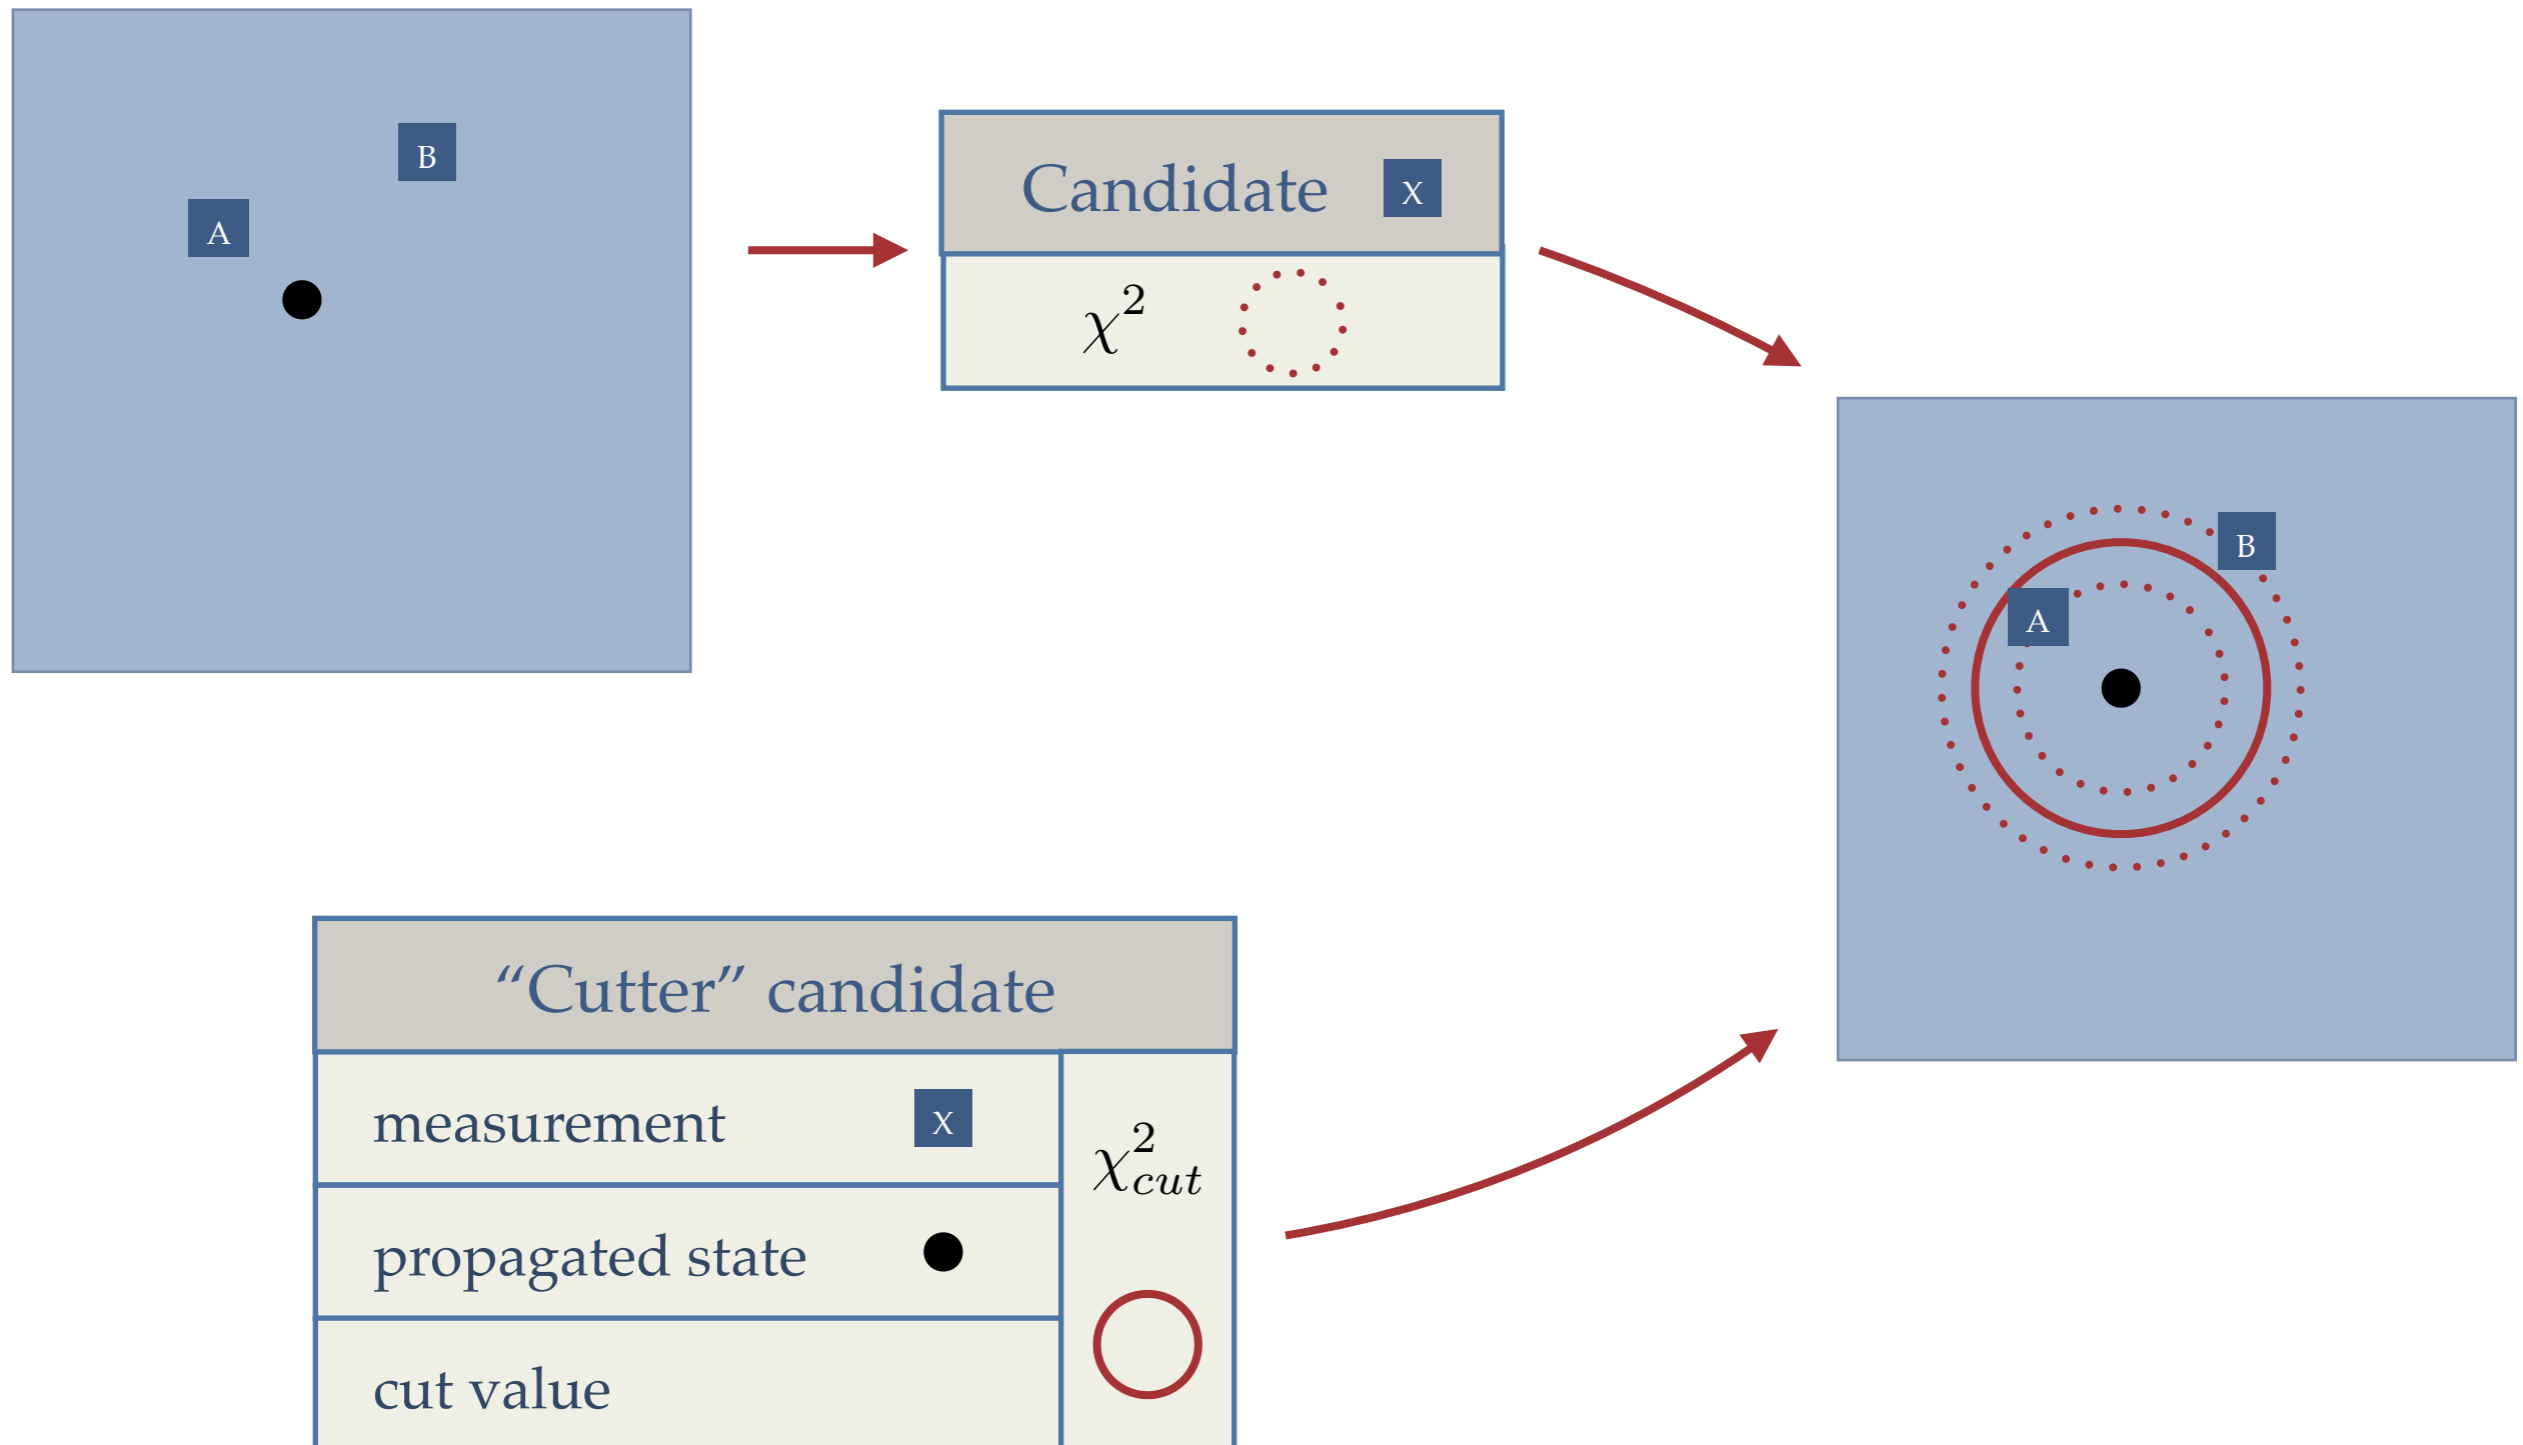 B
A
Candidate X
χ²
B
A
“Cutter” candidate
measurement X
χ²cut
propagated state
cut value